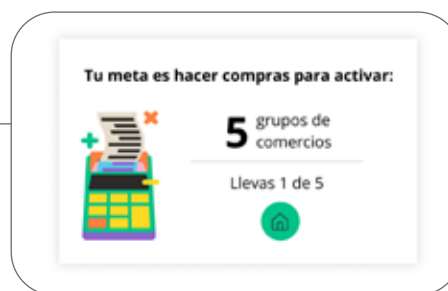 Tu meta es hacer compras para activar:
5 grupos de
comercios
Llevas 1 de 5